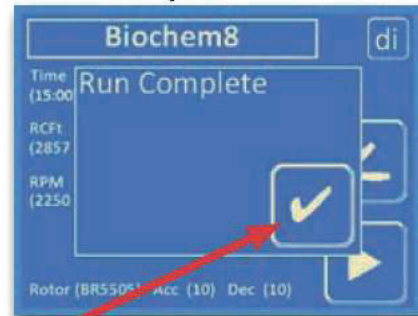 Biochem8
di
Run Complete
Time
(15:00
RCFt
(2857
RPM
(2250
Rotor (BR5505) Acc (10) Dec (10)